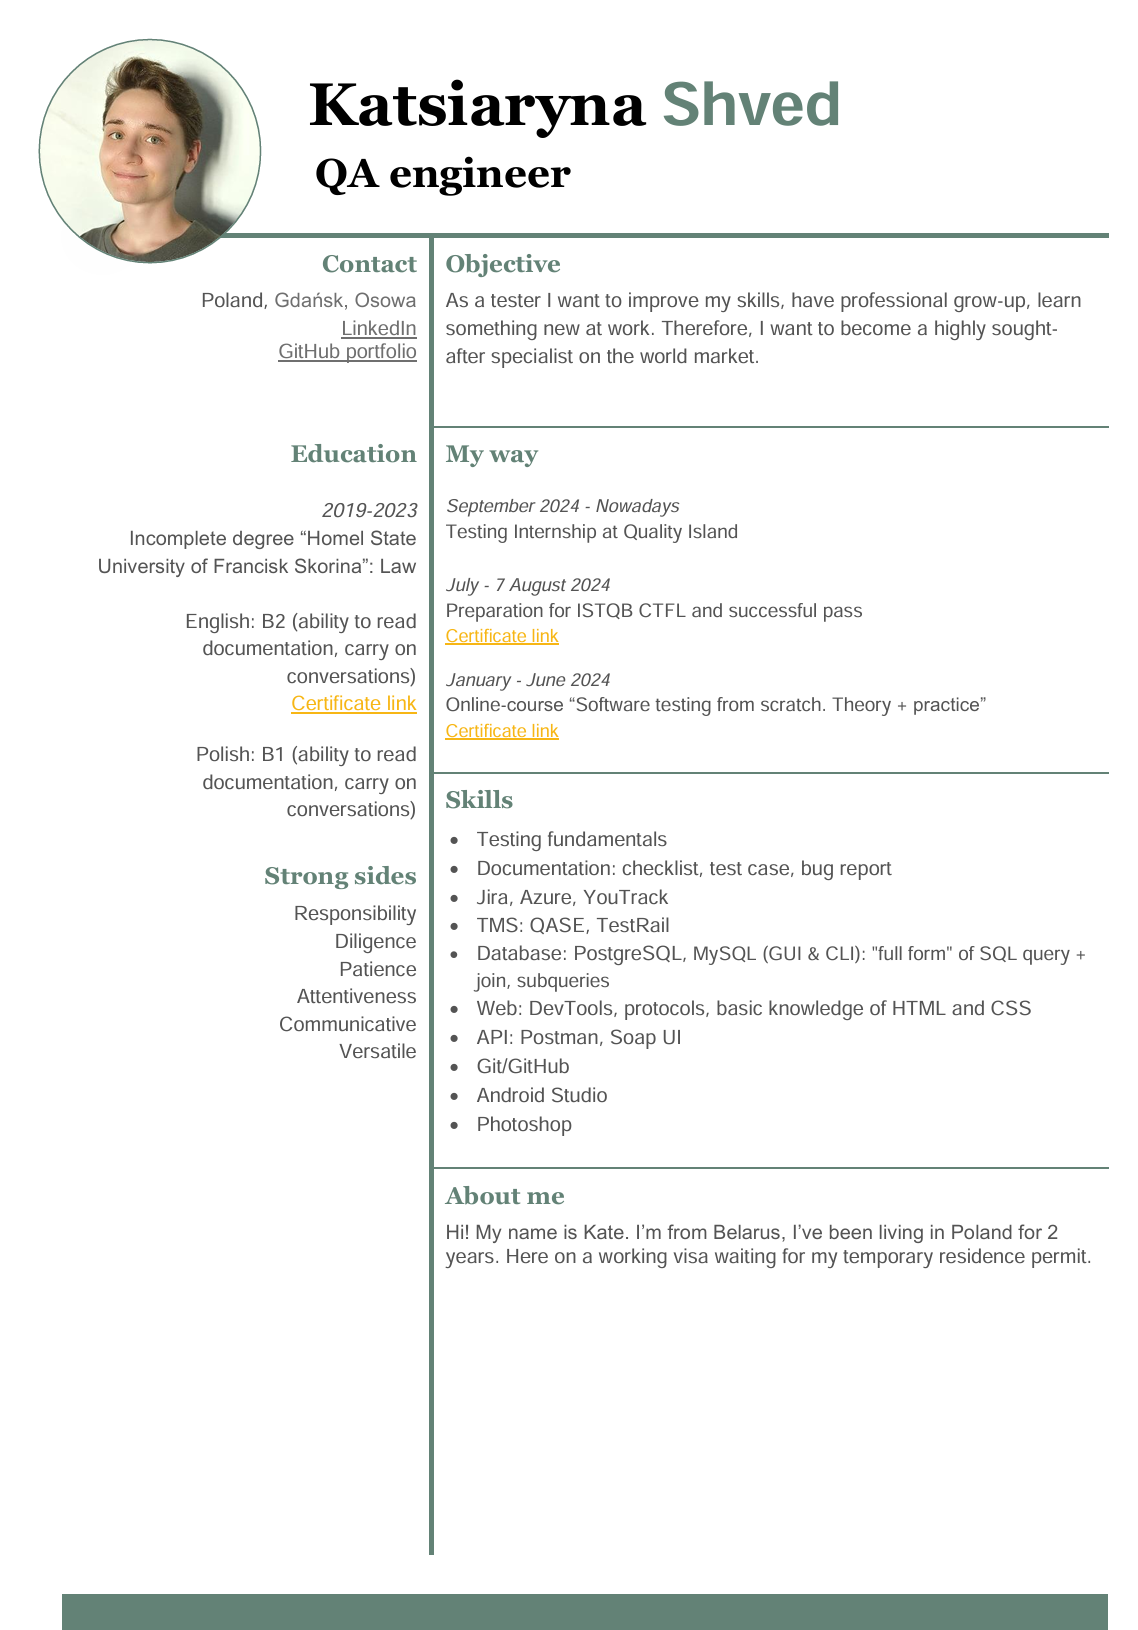 Katsiaryna Shved
QA engineer
Contact
Poland, Gdańsk, Osowa
LinkedIn
GitHub portfolio
Education
2019-2023
Incomplete degree “Homel State
University of Francisk Skorina”: Law
English: B2 (ability to read
documentation, carry on
conversations)
Certificate link
Polish: B1 (ability to read
documentation, carry on
conversations)
Strong sides
Responsibility
Diligence
Patience
Attentiveness
Communicative
Versatile
Objective
As a tester I want to improve my skills, have professional grow-up, learn
something new at work. Therefore, I want to become a highly sought-
after specialist on the world market.
My way
September 2024 - Nowadays
Testing Internship at Quality Island
July - 7 August 2024
Preparation for ISTQB CTFL and successful pass
Certificate link
January - June 2024
Online-course “Software testing from scratch. Theory + practice”
Certificate link
Skills
• Testing fundamentals
• Documentation: checklist, test case, bug report
• Jira, Azure, YouTrack
• TMS: QASE, TestRail
• Database: PostgreSQL, MySQL (GUI & CLI): "full form" of SQL query +
join, subqueries
• Web: DevTools, protocols, basic knowledge of HTML and CSS
• API: Postman, Soap UI
• Git/GitHub
• Android Studio
• Photoshop
About me
Hi! My name is Kate. I’m from Belarus, I’ve been living in Poland for 2
years. Here on a working visa waiting for my temporary residence permit.